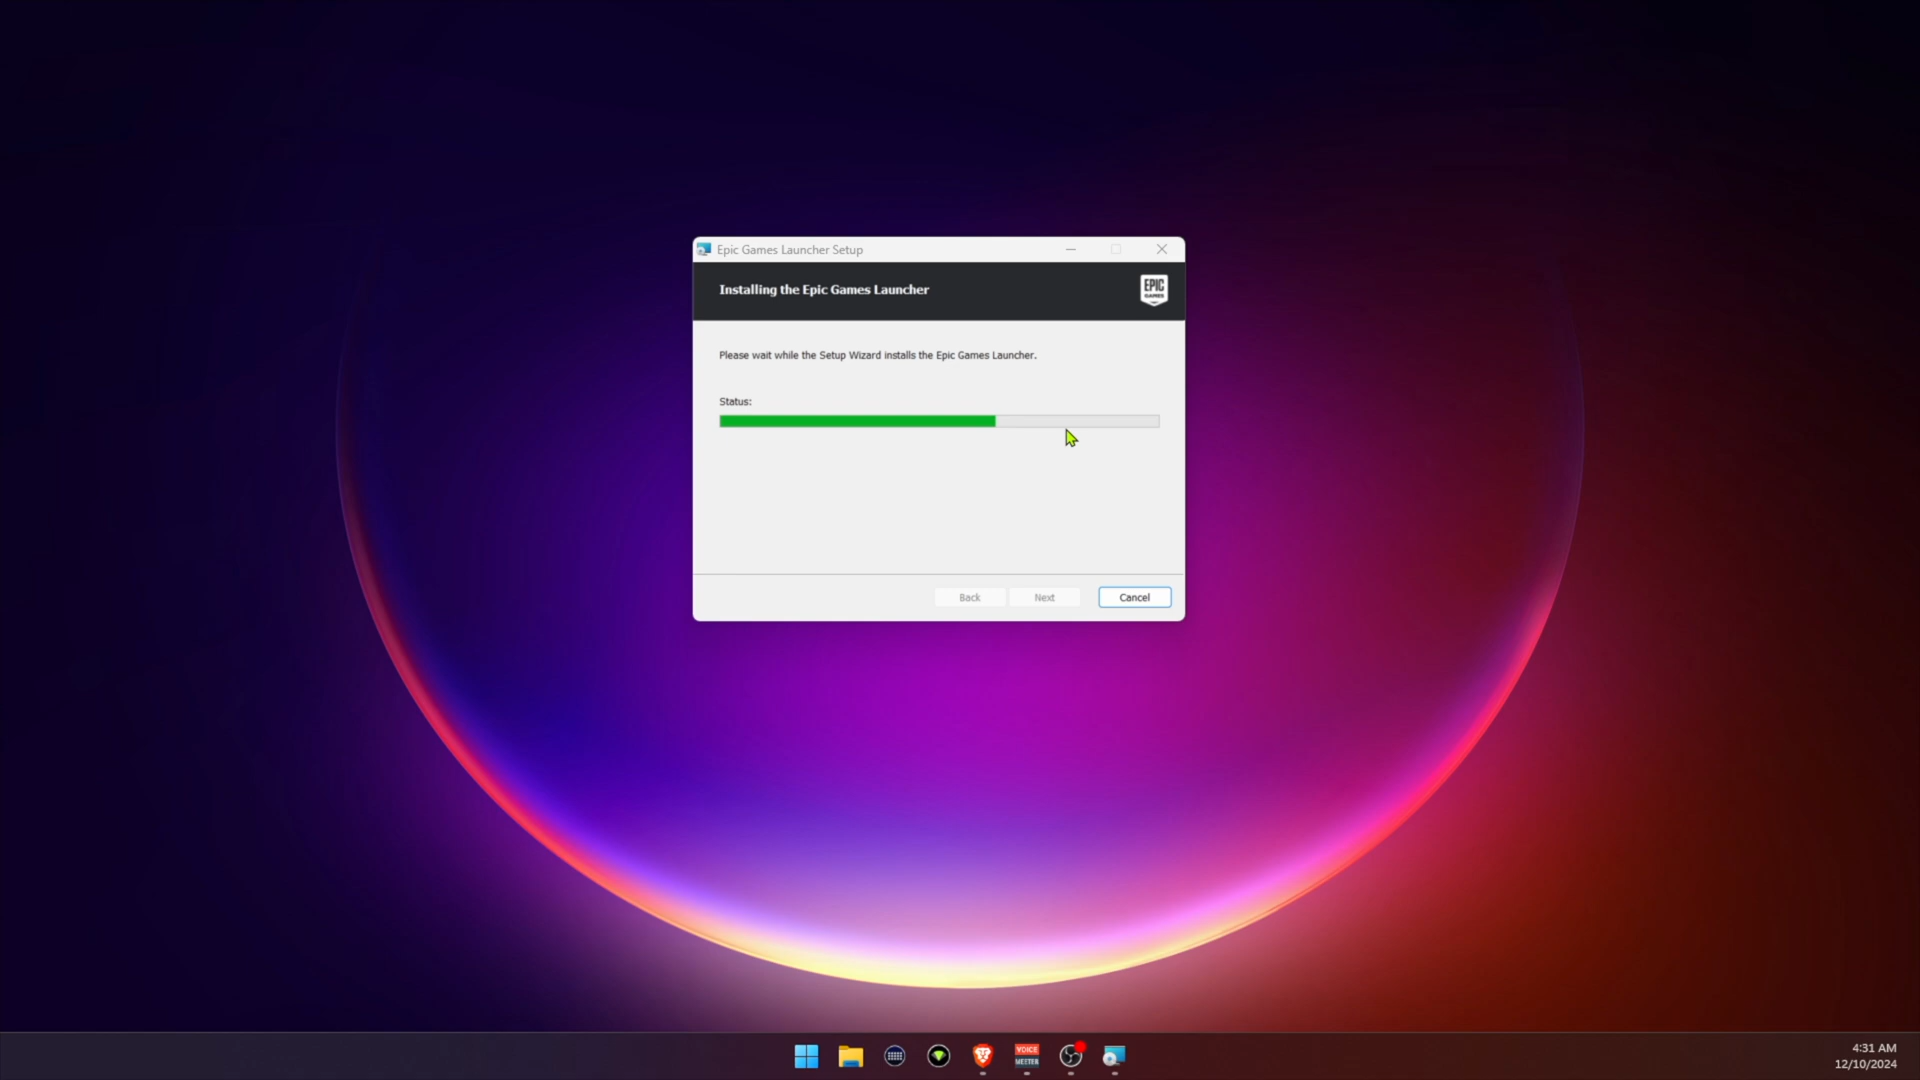 Epic Games Launcher Setup
Installing the Epic Games Launcher
EPIC
GAMES
Please wait while the Setup Wizard installs the Epic Games Launcher.
Status:
Back
Next
Cancel
VOICE
MEETER
4:31 AM
12/10/2024